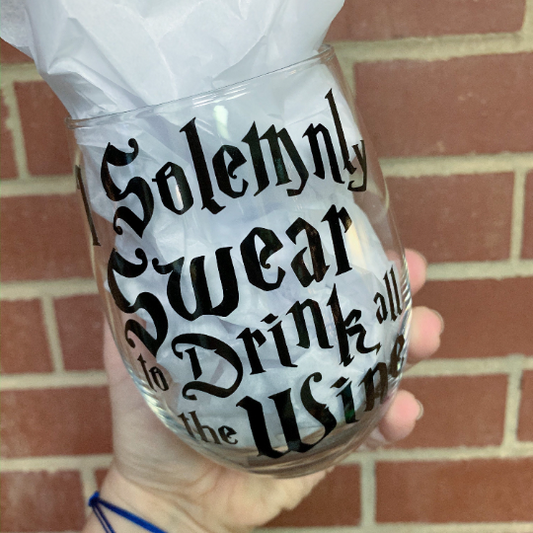 I Solemnly
Swear
to Drink all
the Wine